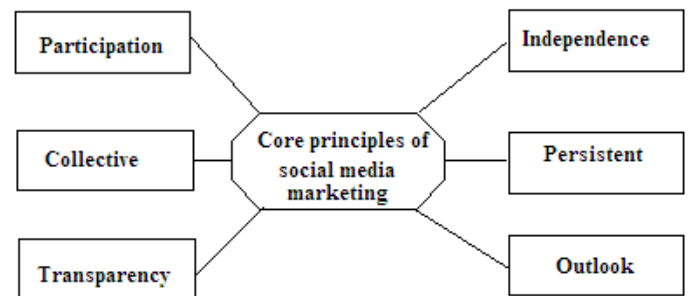 Participation
Independence
Core principles of
social media
marketing
Collective
Persistent
Transparency
Outlook